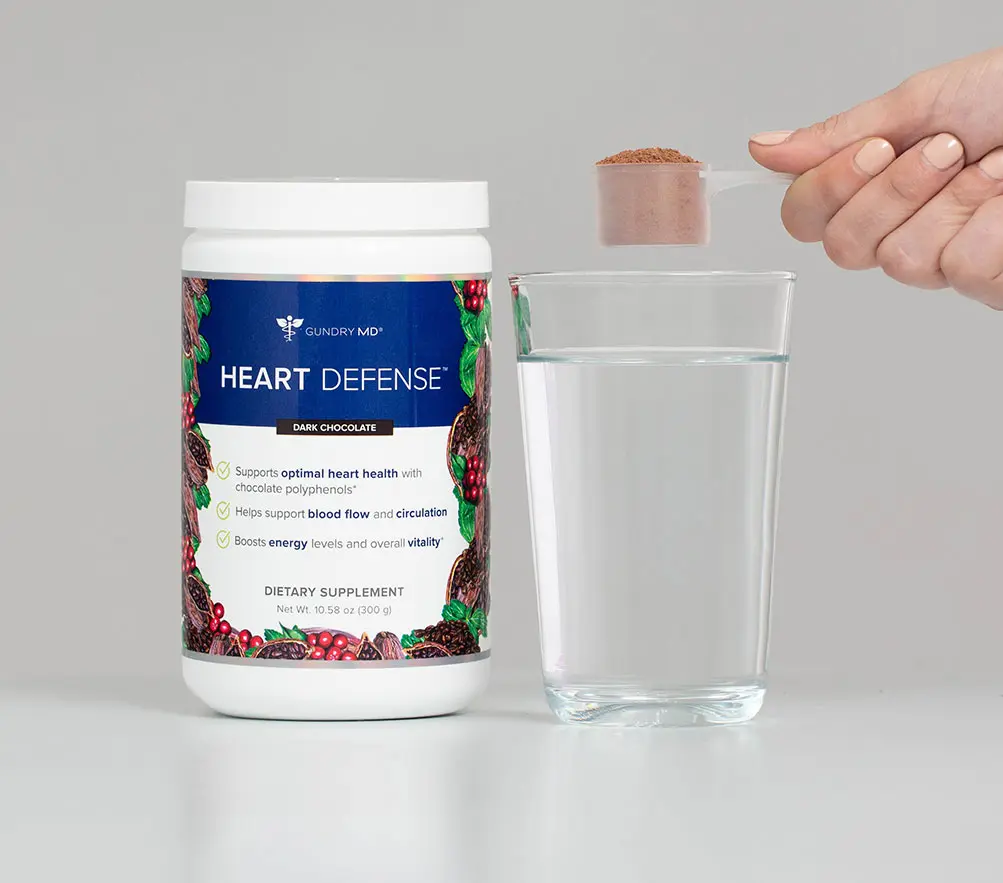 GUNDRY MD®
HEART DEFENSE™
DARK CHOCOLATE
Supports optimal heart health with
chocolate polyphenols*
Helps support blood flow and circulation
Boosts energy levels and overall vitality*
DIETARY SUPPLEMENT
Net Wt. 10.58 oz (300 g)